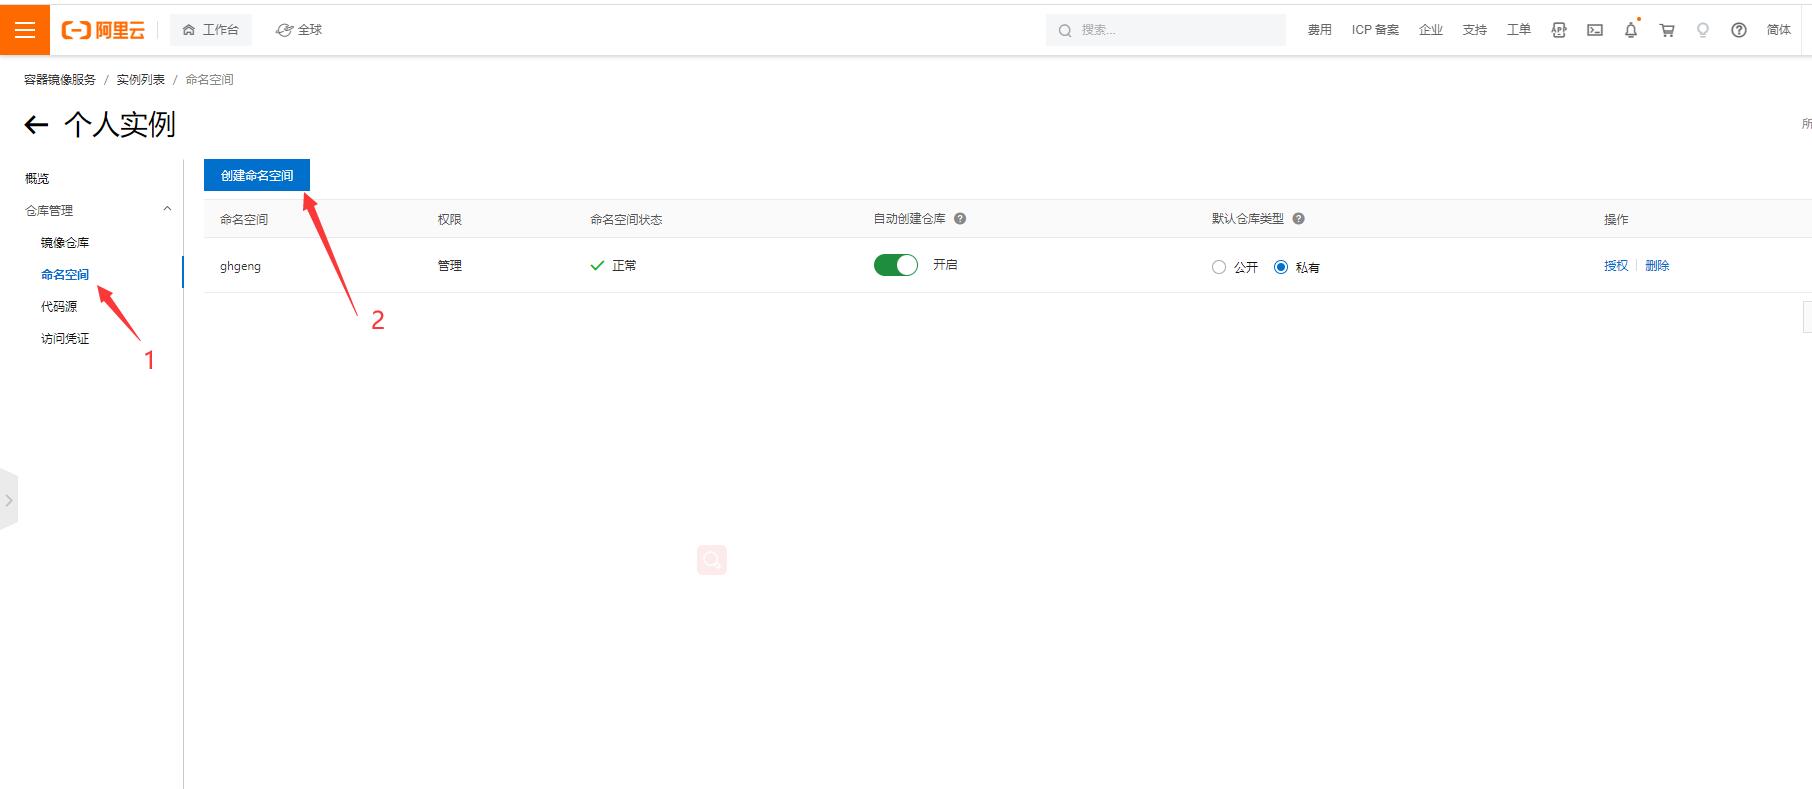 阿里云 工作台 全球 搜索... 费用 ICP 备案 企业 支持 工单 简体
容器镜像服务 / 实例列表 / 命名空间
个人实例 所
概览
仓库管理
镜像仓库
命名空间
代码源
访问凭证
1
创建命名空间
2
命名空间 权限 命名空间状态 自动创建仓库 默认仓库类型 操作
ghgeng 管理 正常 开启 公开 私有 授权 删除